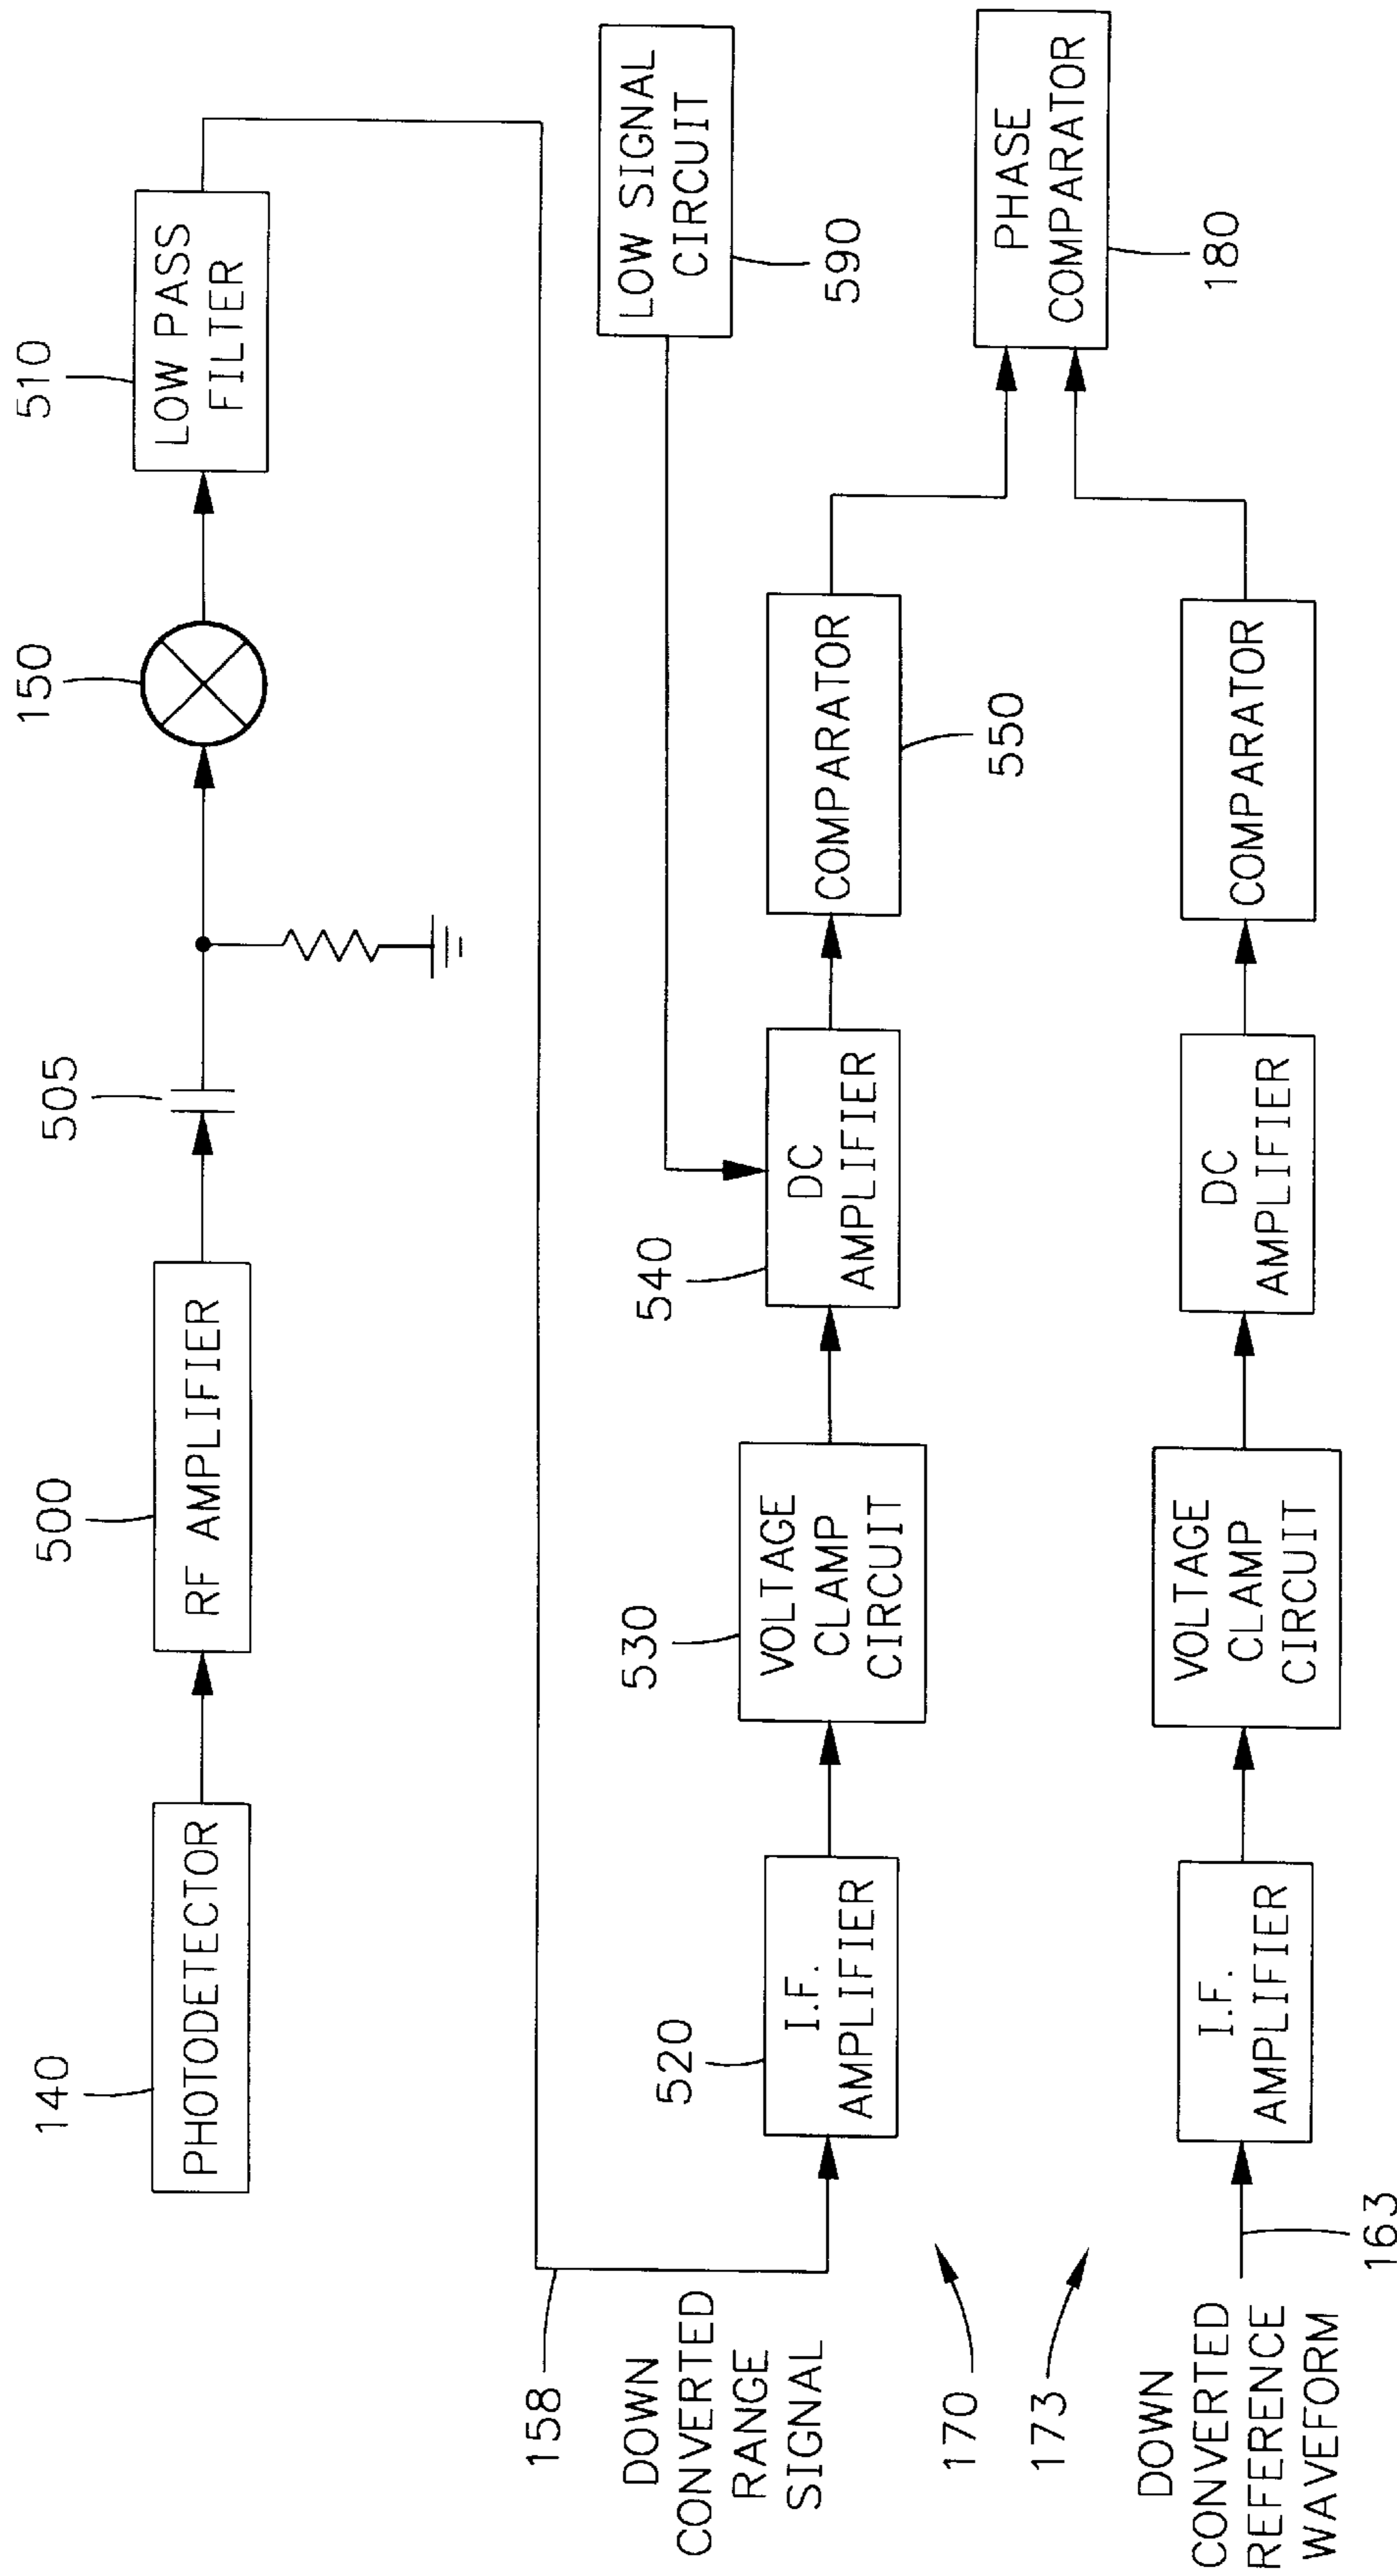 140
PHOTODETECTOR
500
RF AMPLIFIER
505
150
510
LOW PASS
FILTER
158
DOWN
CONVERTED
RANGE
SIGNAL
520
I.F.
AMPLIFIER
530
VOLTAGE
CLAMP
CIRCUIT
540
DC
AMPLIFIER
COMPARATOR
550
LOW SIGNAL
CIRCUIT
590
PHASE
COMPARATOR
180
170
173
DOWN
CONVERTED
REFERENCE
WAVEFORM
163
I.F.
AMPLIFIER
VOLTAGE
CLAMP
CIRCUIT
DC
AMPLIFIER
COMPARATOR